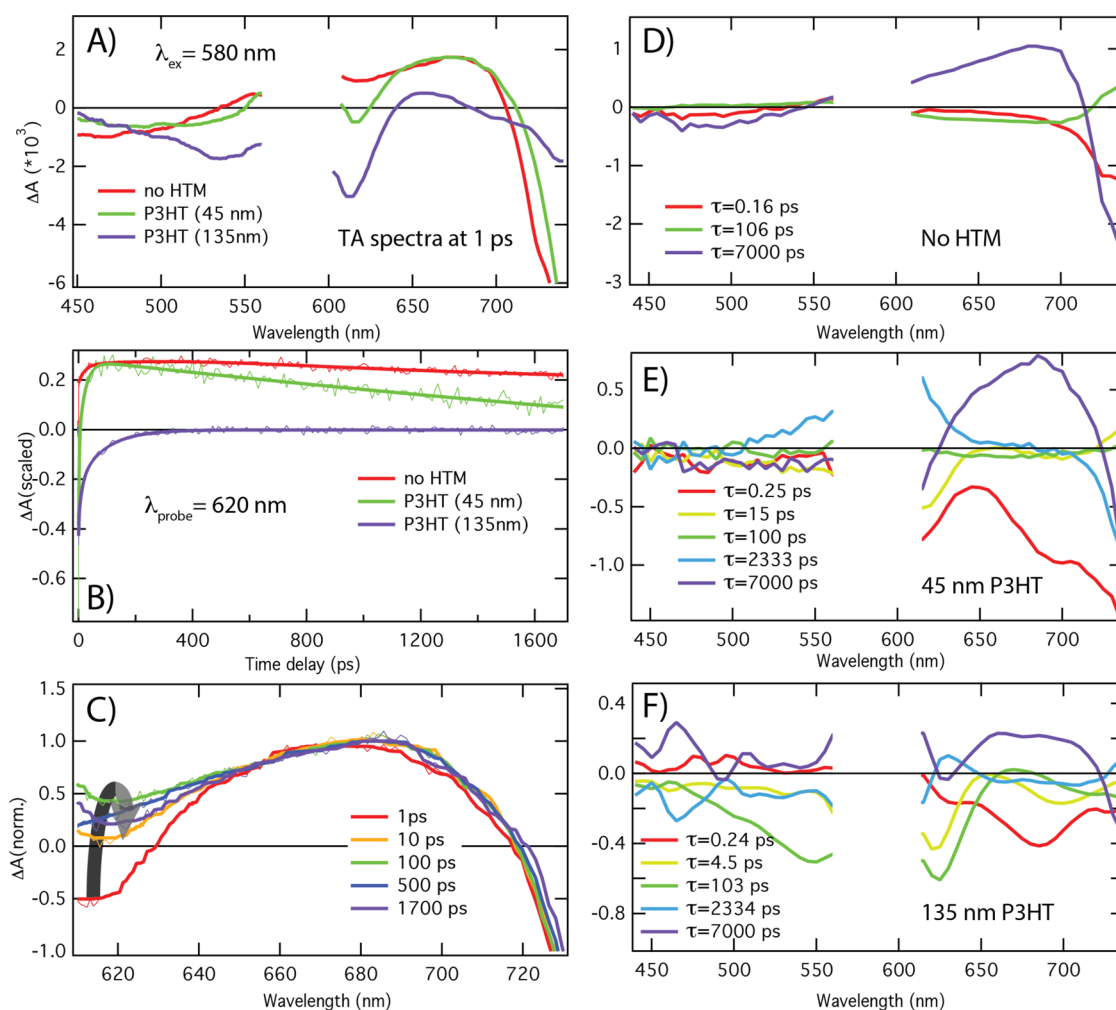 A)
λex= 580 nm
ΔA (*10³)
2
0
-2
-4
-6
no HTM
P3HT (45 nm)
P3HT (135nm)
TA spectra at 1 ps
450 500 550 600 650 700
Wavelength (nm)
B)
ΔA(scaled)
0.2
0.0
-0.2
-0.4
-0.6
λprobe= 620 nm
no HTM
P3HT (45 nm)
P3HT (135nm)
0 400 800 1200 1600
Time delay (ps)
C)
ΔA(norm.)
1.5
1.0
0.5
0.0
-0.5
-1.0
1ps
10 ps
100 ps
500 ps
1700 ps
620 640 660 680 700 720
Wavelength (nm)
D)
1
0
-1
-2
-3
τ=0.16 ps
τ=106 ps
τ=7000 ps
No HTM
450 500 550 600 650 700
Wavelength (nm)
E)
0.5
0.0
-0.5
-1.0
τ=0.25 ps
τ=15 ps
τ=100 ps
τ=2333 ps
τ=7000 ps
45 nm P3HT
450 500 550 600 650 700
Wavelength (nm)
F)
0.4
0.0
-0.4
-0.8
τ=0.24 ps
τ=4.5 ps
τ=103 ps
τ=2334 ps
τ=7000 ps
135 nm P3HT
450 500 550 600 650 700
Wavelength (nm)